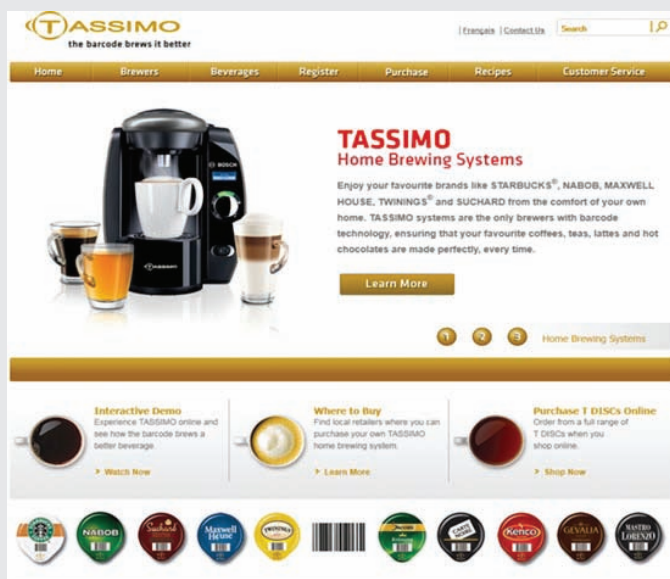 TASSIMO
the barcode brews it better
| Français | Contact Us
Search
Home Brewers Beverages Register Purchase Recipes Customer Service
BOSCH
TASSIMO
TASSIMO
Home Brewing Systems
Enjoy your favourite brands like STARBUCKS®, NABOB, MAXWELL
HOUSE, TWININGS® and SUCHARD from the comfort of your own
home. TASSIMO systems are the only brewers with barcode
technology, ensuring that your favourite coffees, teas, lattes and hot
chocolates are made perfectly, every time.
Learn More
1 2 3 Home Brewing Systems
Interactive Demo
Experience TASSIMO online and
see how the barcode brews a
better beverage.
> Watch Now
Where to Buy
Find local retailers where you can
purchase your own TASSIMO
home brewing system.
> Learn More
Purchase T DISCs Online
Order from a full range of
T DISCs when you
shop online.
> Shop Now
NABOB
Suchard
Maxwell
House
TWININGS
Jacobs
CARTE
NOIRE
Kenco
GEVALIA
MASTRO
LORENZO